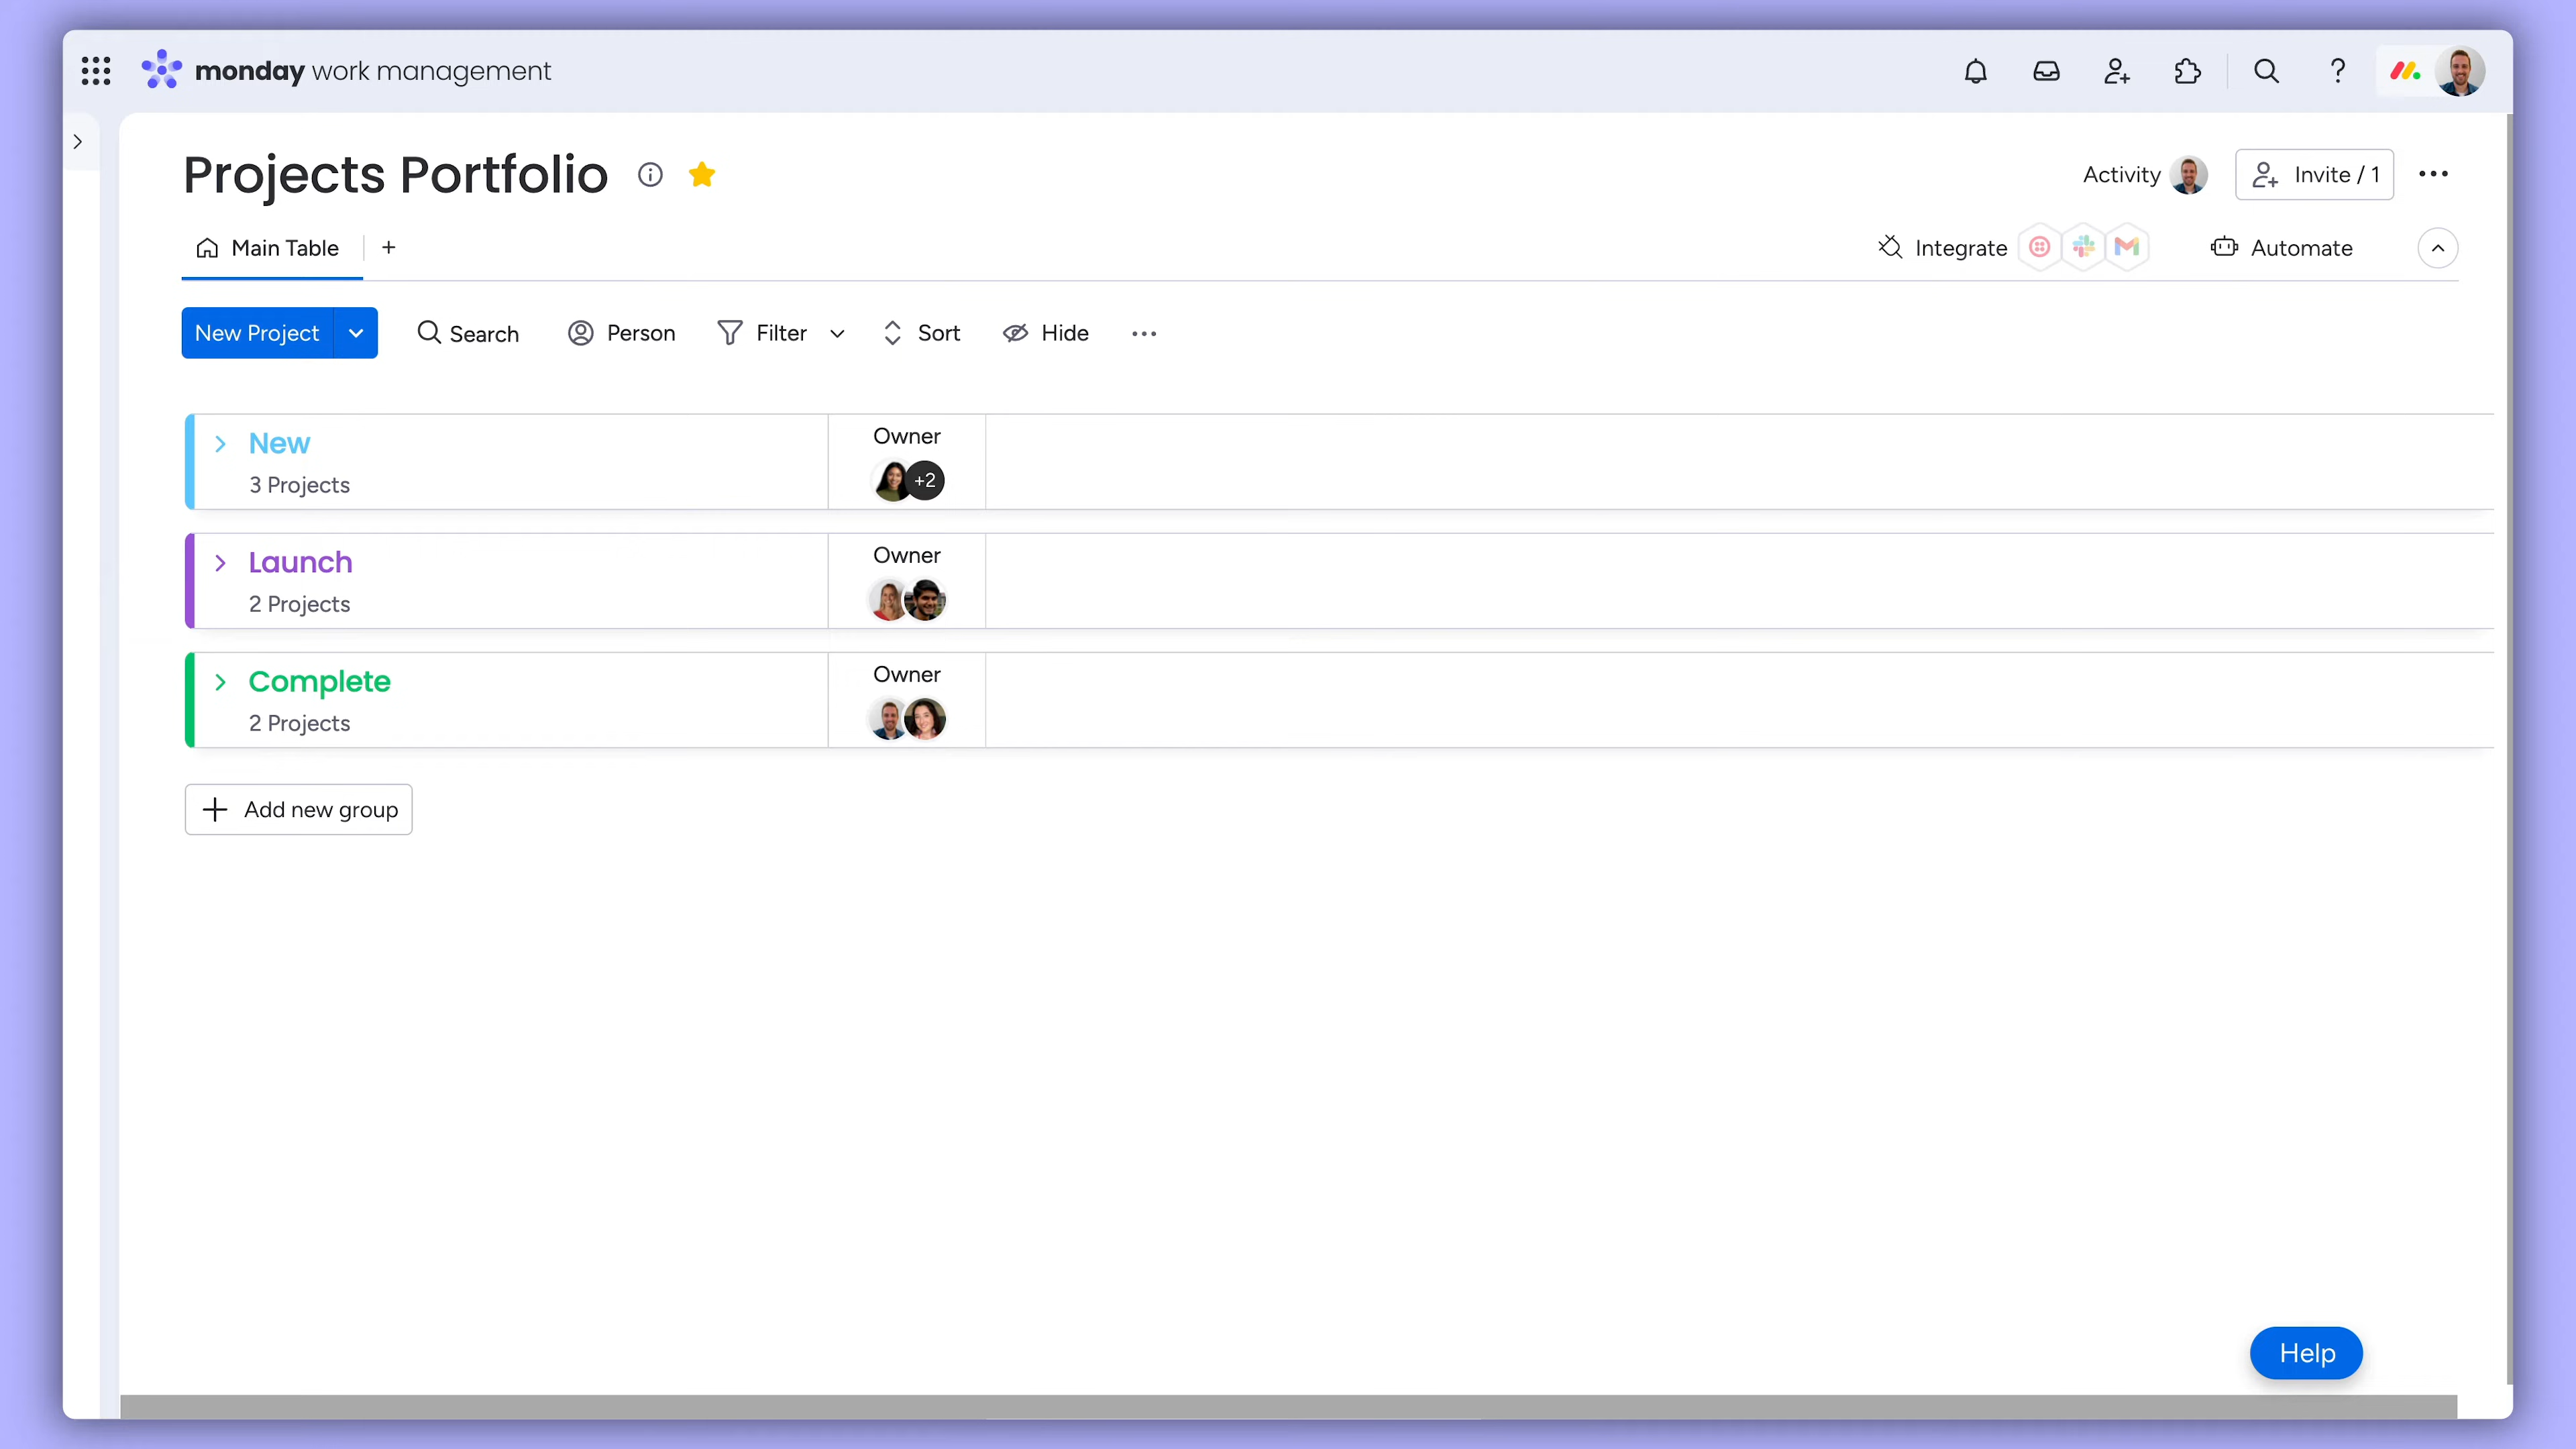 monday work management
Projects Portfolio
Activity
Invite / 1
Main Table
+
Integrate
Automate
New Project
Search
Person
Filter
Sort
Hide
New
3 Projects
Owner
+2
Launch
2 Projects
Owner
Complete
2 Projects
Owner
+ Add new group
Help